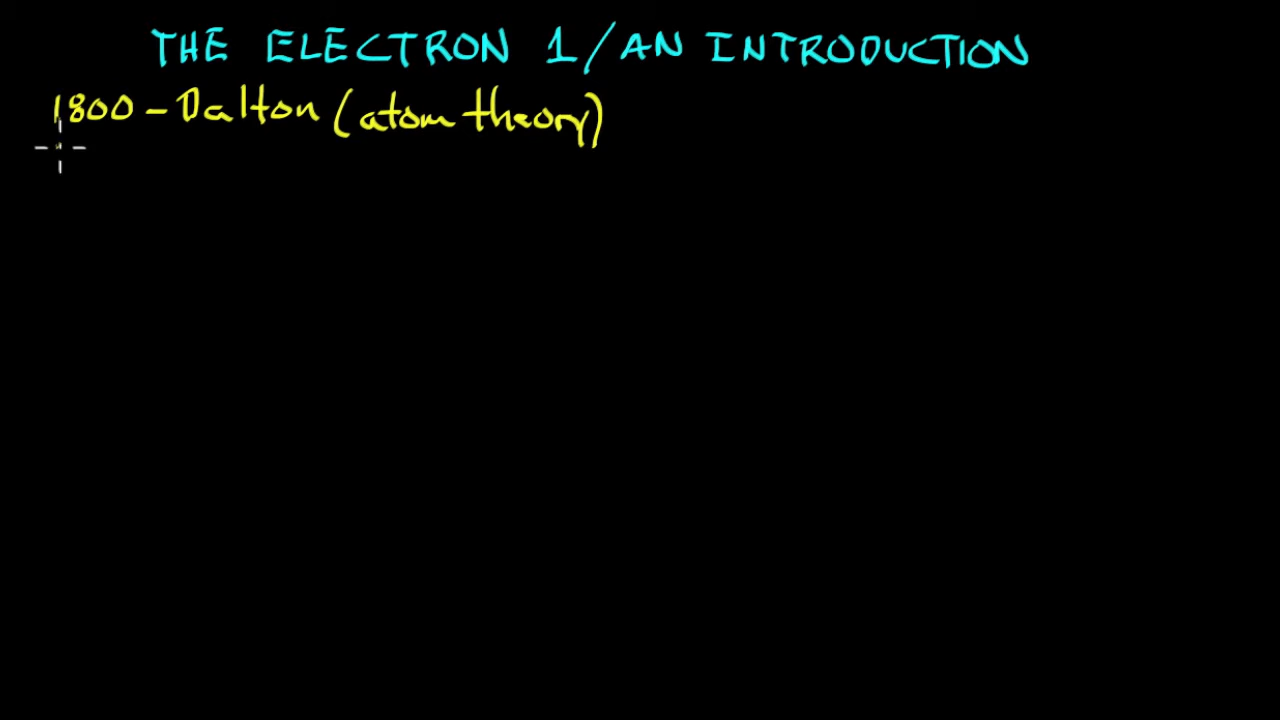 THE ELECTRON 1/AN INTRODUCTION
1800 - Dalton (atom theory)